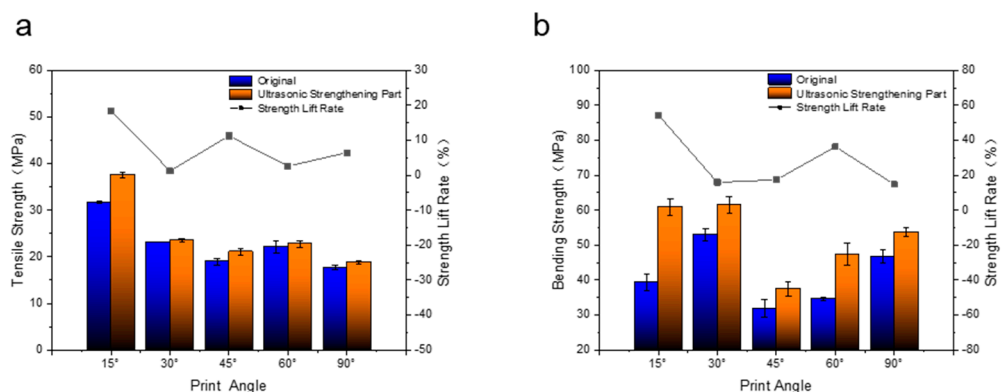 a
60
50
40
30
20
10
0
Tensile Strength（MPa）
Original
Ultrasonic Strengthening Part
Strength Lift Rate
30
20
10
0
-10
-20
-30
-40
-50
Strength Lift Rate（%）
15° 30° 45° 60° 90°
Print Angle
b
100
90
80
70
60
50
40
30
20
Bending Strength（MPa）
Original
Ultrasonic Strengthening Part
Strength Lift Rate
80
60
40
20
0
-20
-40
-60
-80
Strength Lift Rate（%）
15° 30° 45° 60° 90°
Print Angle